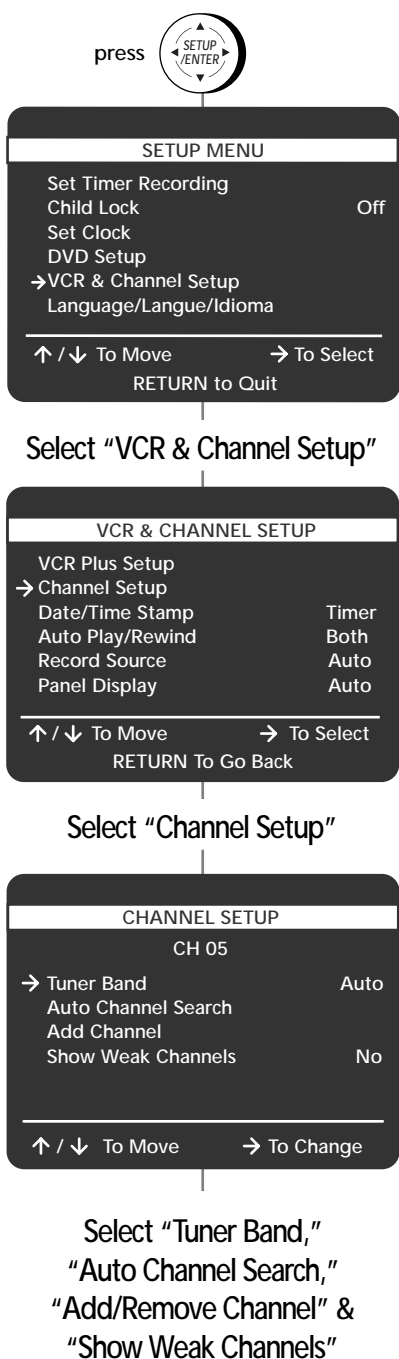 press
SETUP
/ENTER
SETUP MENU
Set Timer Recording
Child Lock Off
Set Clock
DVD Setup
→VCR & Channel Setup
Language/Langue/Idioma
↑ / ↓ To Move → To Select
RETURN to Quit
Select “VCR & Channel Setup”
VCR & CHANNEL SETUP
VCR Plus Setup
→ Channel Setup
Date/Time Stamp Timer
Auto Play/Rewind Both
Record Source Auto
Panel Display Auto
↑ / ↓ To Move → To Select
RETURN To Go Back
Select “Channel Setup”
CHANNEL SETUP
CH 05
→ Tuner Band Auto
Auto Channel Search
Add Channel
Show Weak Channels No
↑ / ↓ To Move → To Change
Select “Tuner Band,”
“Auto Channel Search,”
“Add/Remove Channel” &
“Show Weak Channels”